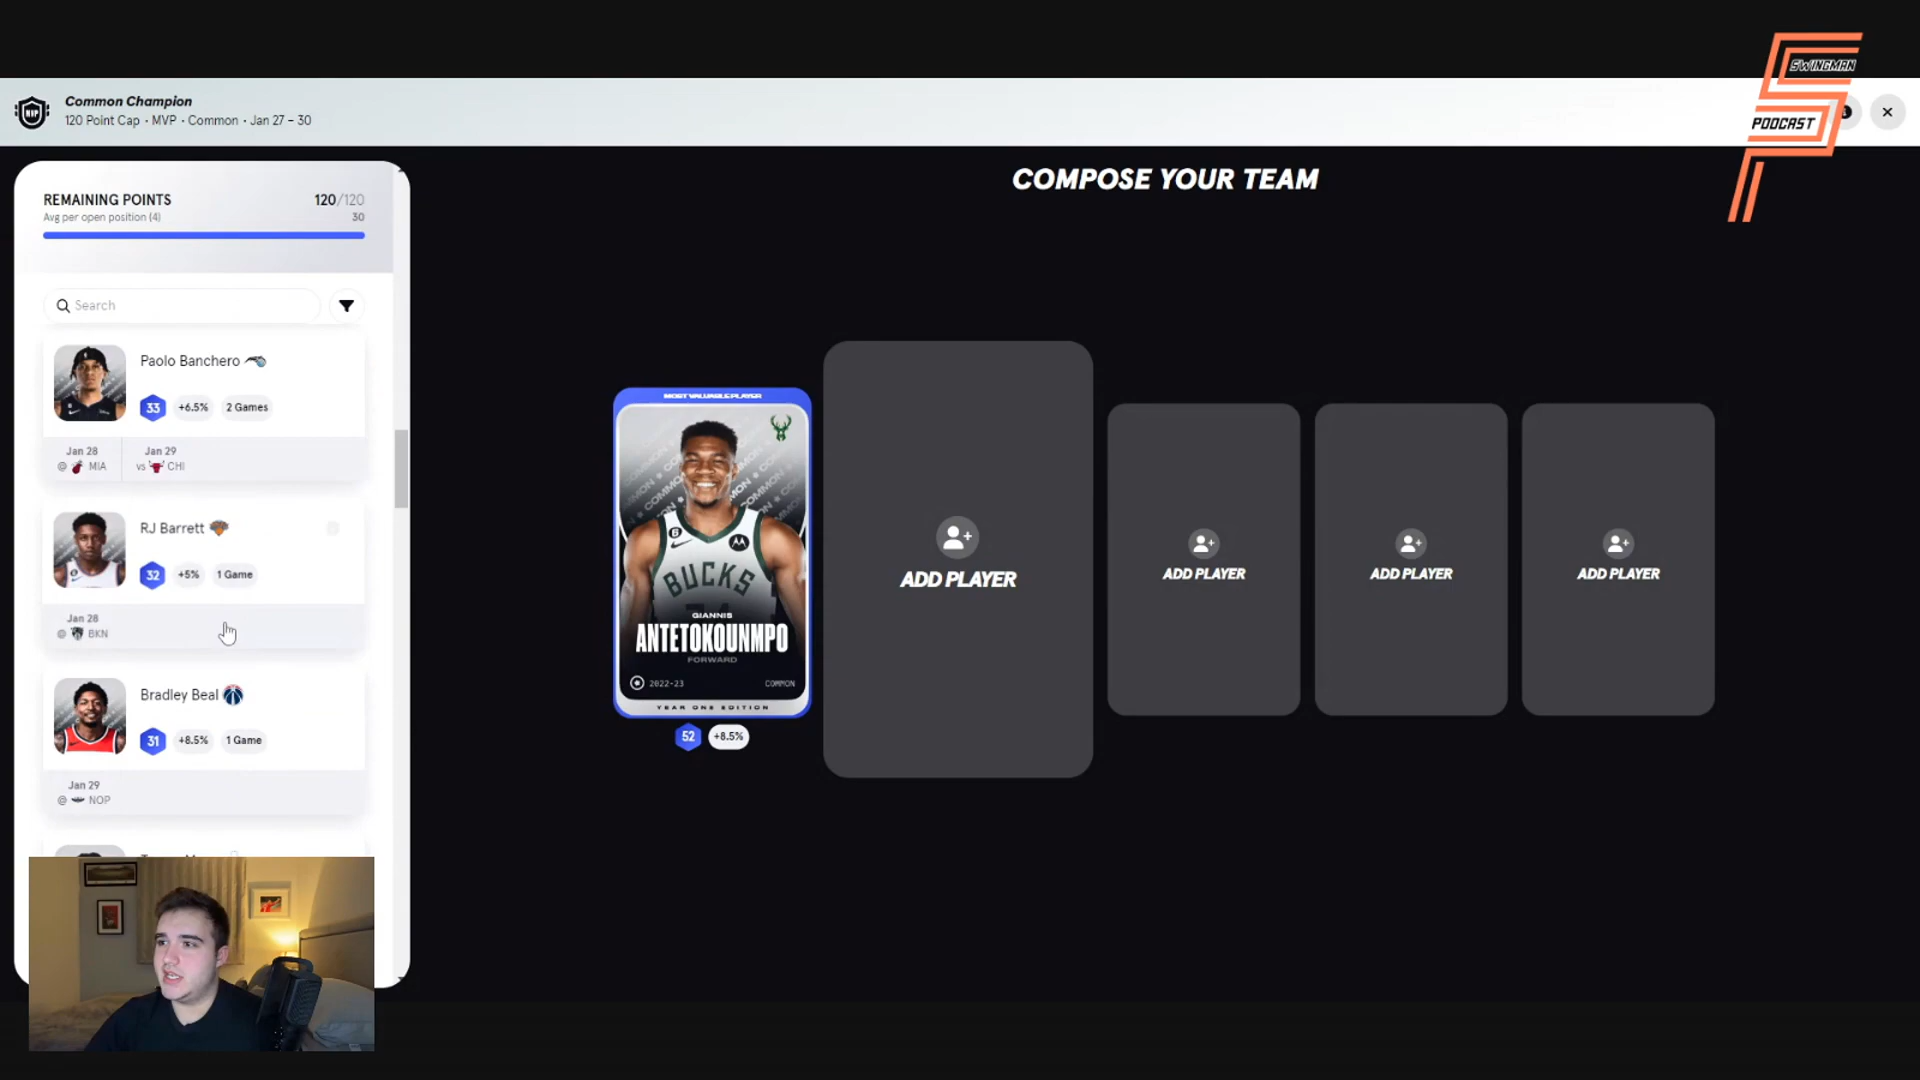 SWINGMAN
PODCAST
Common Champion
120 Point Cap • MVP • Common • Jan 27 – 30
COMPOSE YOUR TEAM
REMAINING POINTS
120/120
Avg per open position (4)
30
Search
Paolo Banchero
33
+6.5%
2 Games
Jan 28
@ MIA
Jan 29
vs CHI
RJ Barrett
32
+5%
1 Game
Jan 28
@ BKN
Bradley Beal
31
+8.5%
1 Game
Jan 29
@ NOP
MOST VALUABLE PLAYER
COMMON
BUCKS
GIANNIS
ANTETOKOUNMPO
FORWARD
2022-23
COMMON
YEAR ONE EDITION
52
+8.5%
ADD PLAYER
ADD PLAYER
ADD PLAYER
ADD PLAYER